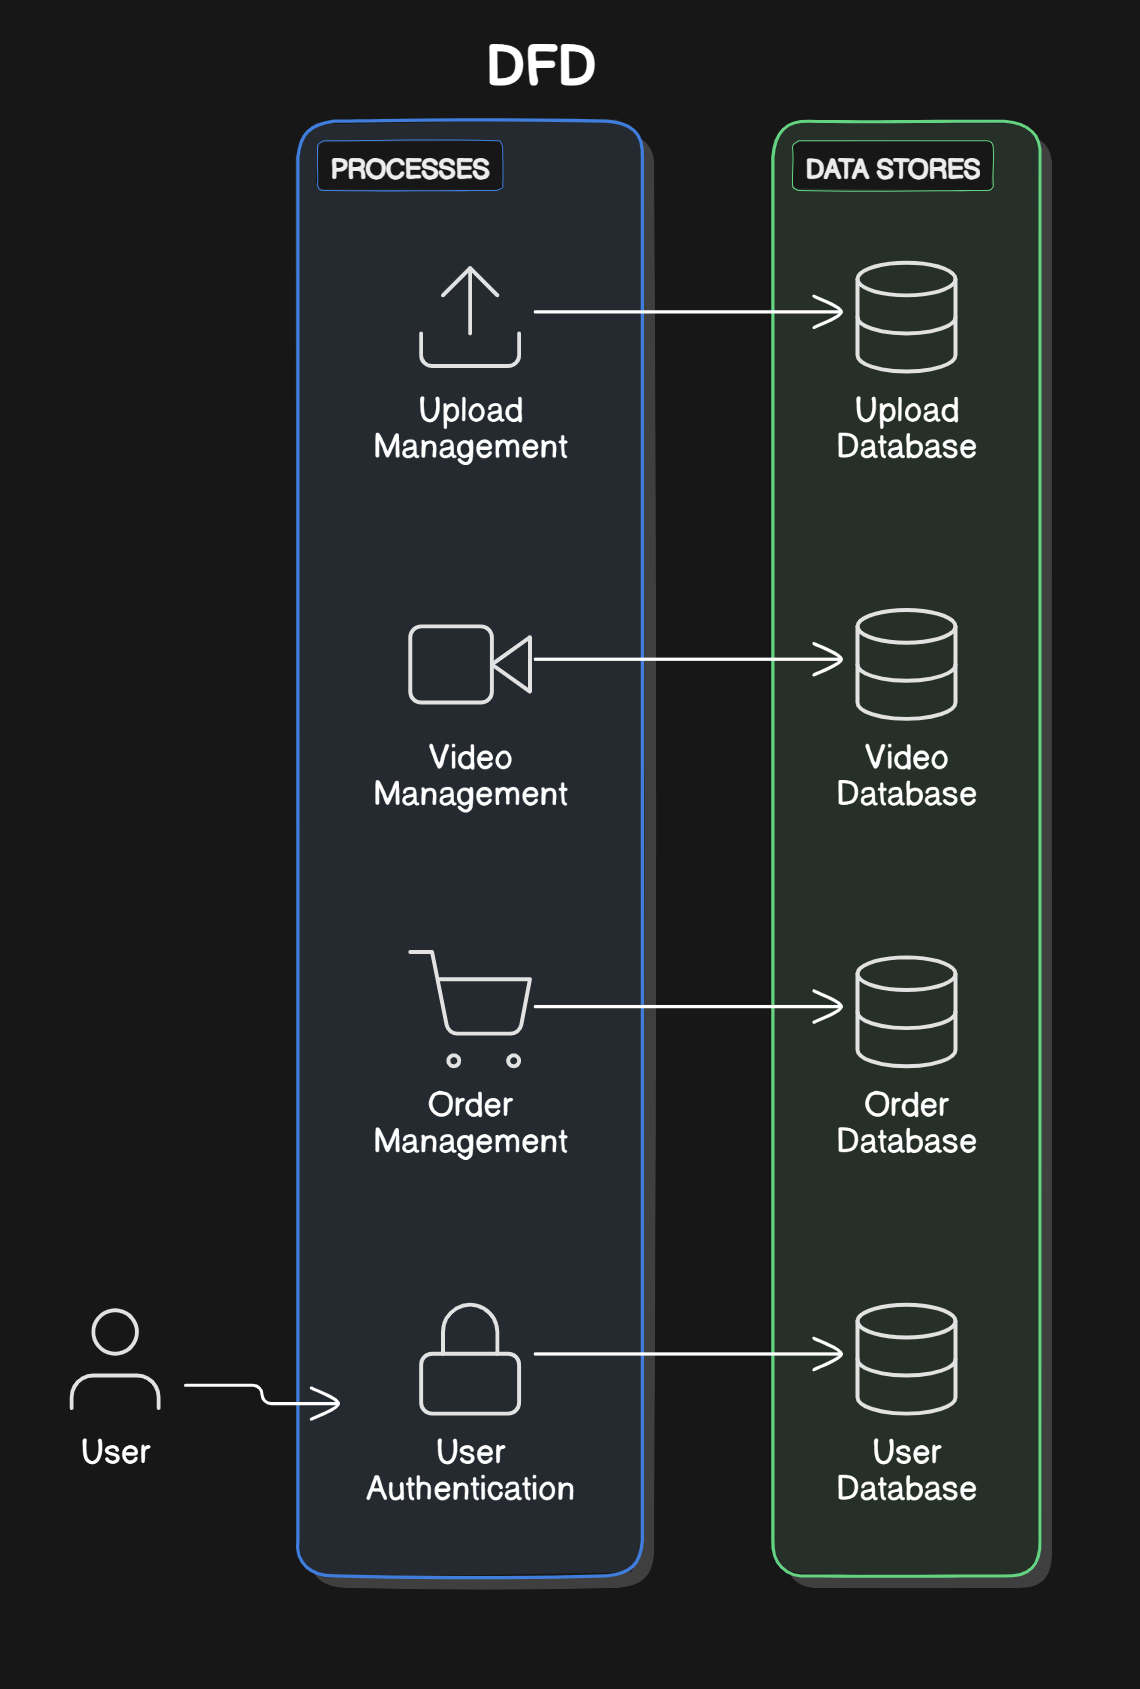 DFD
PROCESSES
DATA STORES
Upload
Management
Upload
Database
Video
Management
Video
Database
Order
Management
Order
Database
User
User
Authentication
User
Database